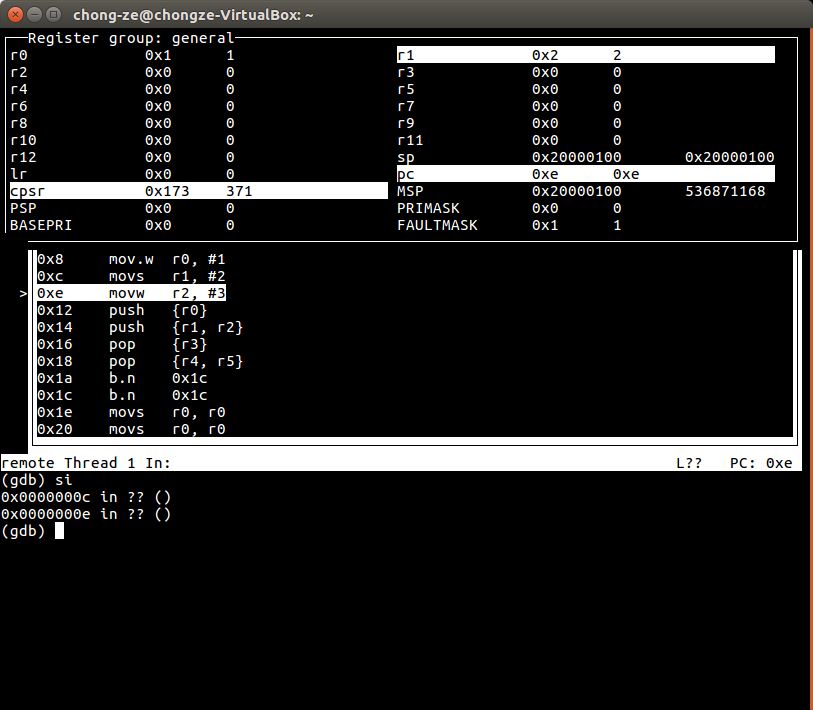 chong-ze@chongze-VirtualBox: ~
Register group: general
r0 0x1 1 r1 0x2 2
r2 0x0 0 r3 0x0 0
r4 0x0 0 r5 0x0 0
r6 0x0 0 r7 0x0 0
r8 0x0 0 r9 0x0 0
r10 0x0 0 r11 0x0 0
r12 0x0 0 sp 0x20000100 0x20000100
lr 0x0 0 pc 0xe 0xe
cpsr 0x173 371 MSP 0x20000100 536871168
PSP 0x0 0 PRIMASK 0x0 0
BASEPRI 0x0 0 FAULTMASK 0x1 1
0x8 mov.w r0, #1
0xc movs r1, #2
>0xe movw r2, #3
0x12 push {r0}
0x14 push {r1, r2}
0x16 pop {r3}
0x18 pop {r4, r5}
0x1a b.n 0x1c
0x1c b.n 0x1c
0x1e movs r0, r0
0x20 movs r0, r0
remote Thread 1 In: L?? PC: 0xe
(gdb) si
0x0000000c in ?? ()
0x0000000e in ?? ()
(gdb)